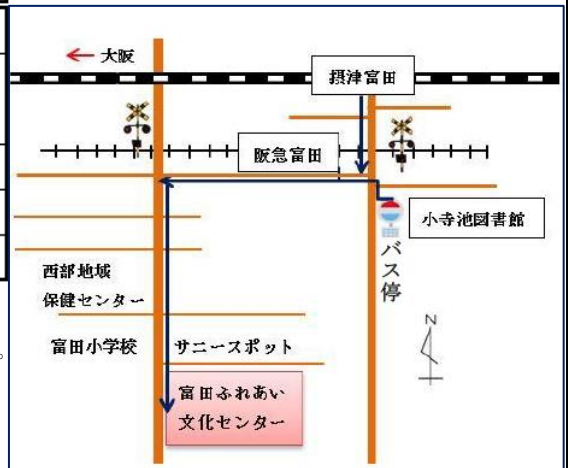 大阪
摂津富田
阪急富田
小寺池図書館
バス停
西部地域
保健センター
富田小学校
サニースポット
N
富田ふれあい
文化センター
。